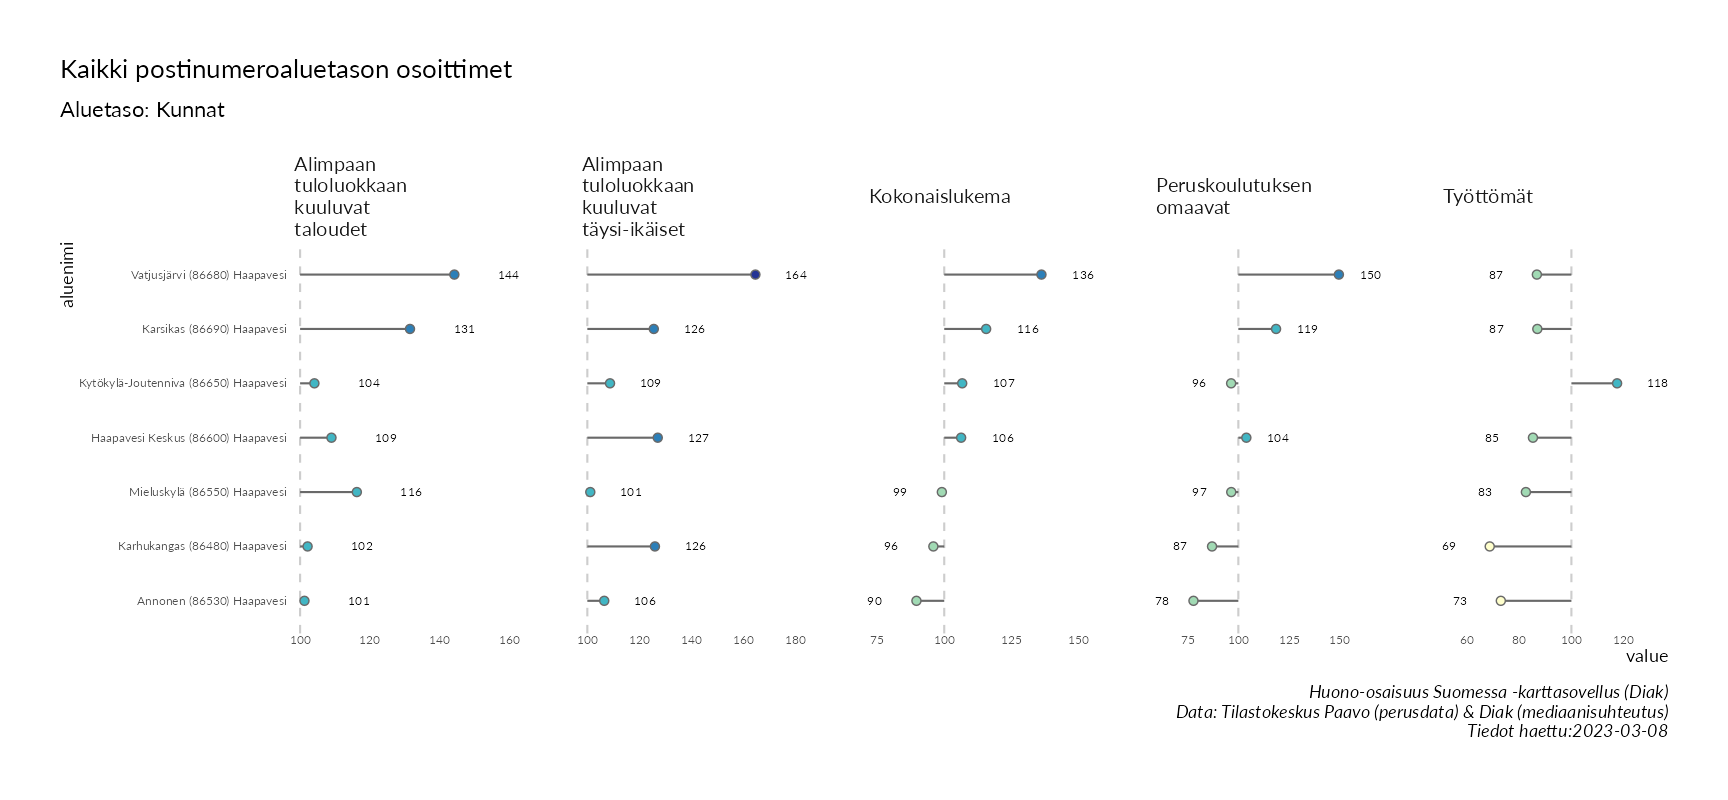 Kaikki postinumeroaluetason osoittimet
Aluetaso: Kunnat
Alimpaan
tuloluokkaan
kuuluvat
taloudet
Alimpaan
tuloluokkaan
kuuluvat
täysi-ikäiset
Kokonaislukema
Peruskoulutuksen
omaavat
Työttömät
aluenimi
Vatjusjärvi (86680) Haapavesi 144 164 136 150 87
Karsikas (86690) Haapavesi 131 126 116 119 87
Kytökylä-Joutenniva (86650) Haapavesi 104 109 107 96 118
Haapavesi Keskus (86600) Haapavesi 109 127 106 104 85
Mieluskylä (86550) Haapavesi 116 101 99 97 83
Karhukangas (86480) Haapavesi 102 126 96 87 69
Annonen (86530) Haapavesi 101 106 90 78 73
100 120 140 160 100 120 140 160 180 75 100 125 150 75 100 125 150 60 80 100 120
value
Huono-osaisuus Suomessa -karttasovellus (Diak)
Data: Tilastokeskus Paavo (perusdata) & Diak (mediaanisuhteutus)
Tiedot haettu:2023-03-08